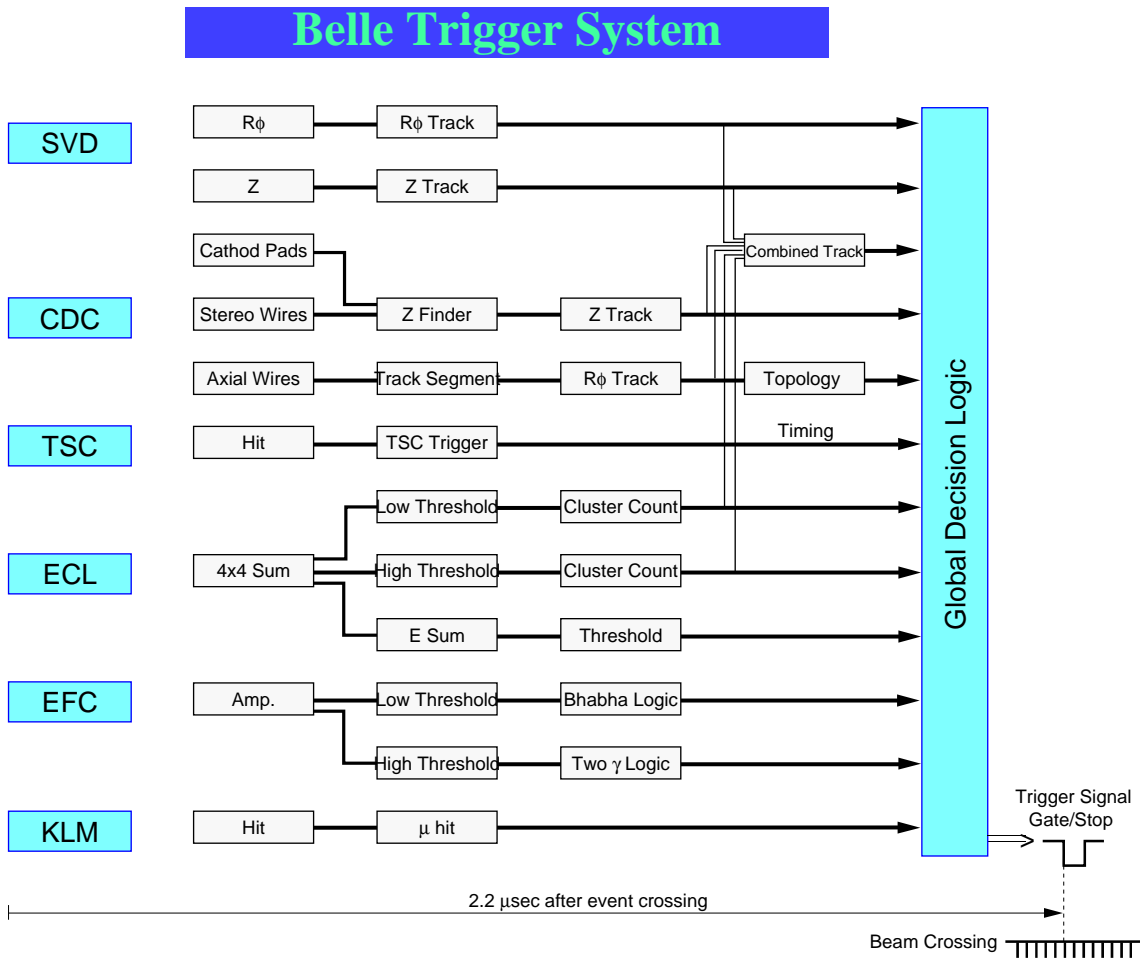 Belle Trigger System
SVD
Rϕ
Rϕ Track
Z
Z Track
Cathod Pads
Combined Track
CDC
Stereo Wires
Z Finder
Z Track
Axial Wires
Track Segment
Rϕ Track
Topology
TSC
Hit
TSC Trigger
Timing
Low Threshold
Cluster Count
ECL
4x4 Sum
High Threshold
Cluster Count
E Sum
Threshold
EFC
Amp.
Low Threshold
Bhabha Logic
High Threshold
Two γ Logic
KLM
Hit
μ hit
Global Decision Logic
Trigger Signal
Gate/Stop
2.2 μsec after event crossing
Beam Crossing